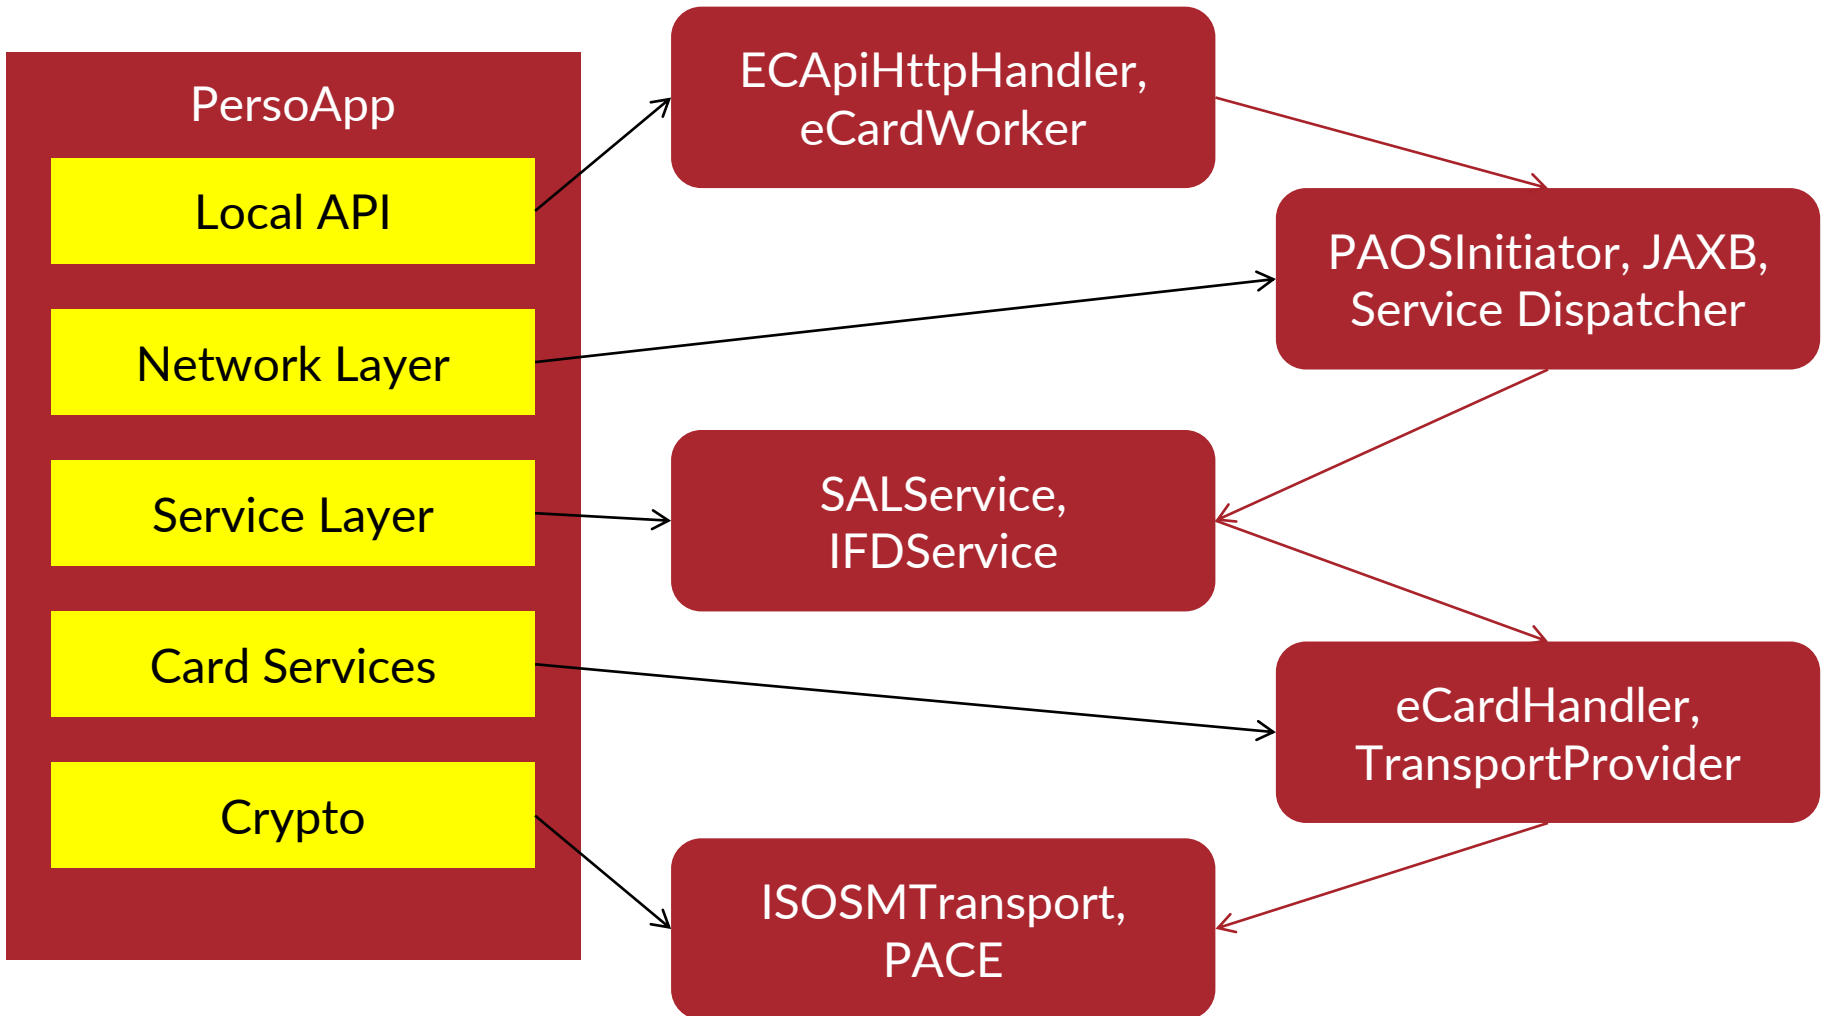 PersoApp
Local API
Network Layer
Service Layer
Card Services
Crypto
ECApiHttpHandler,
eCardWorker
PAOSInitiator, JAXB,
Service Dispatcher
SALService,
IFDService
eCardHandler,
TransportProvider
ISOSMTransport,
PACE